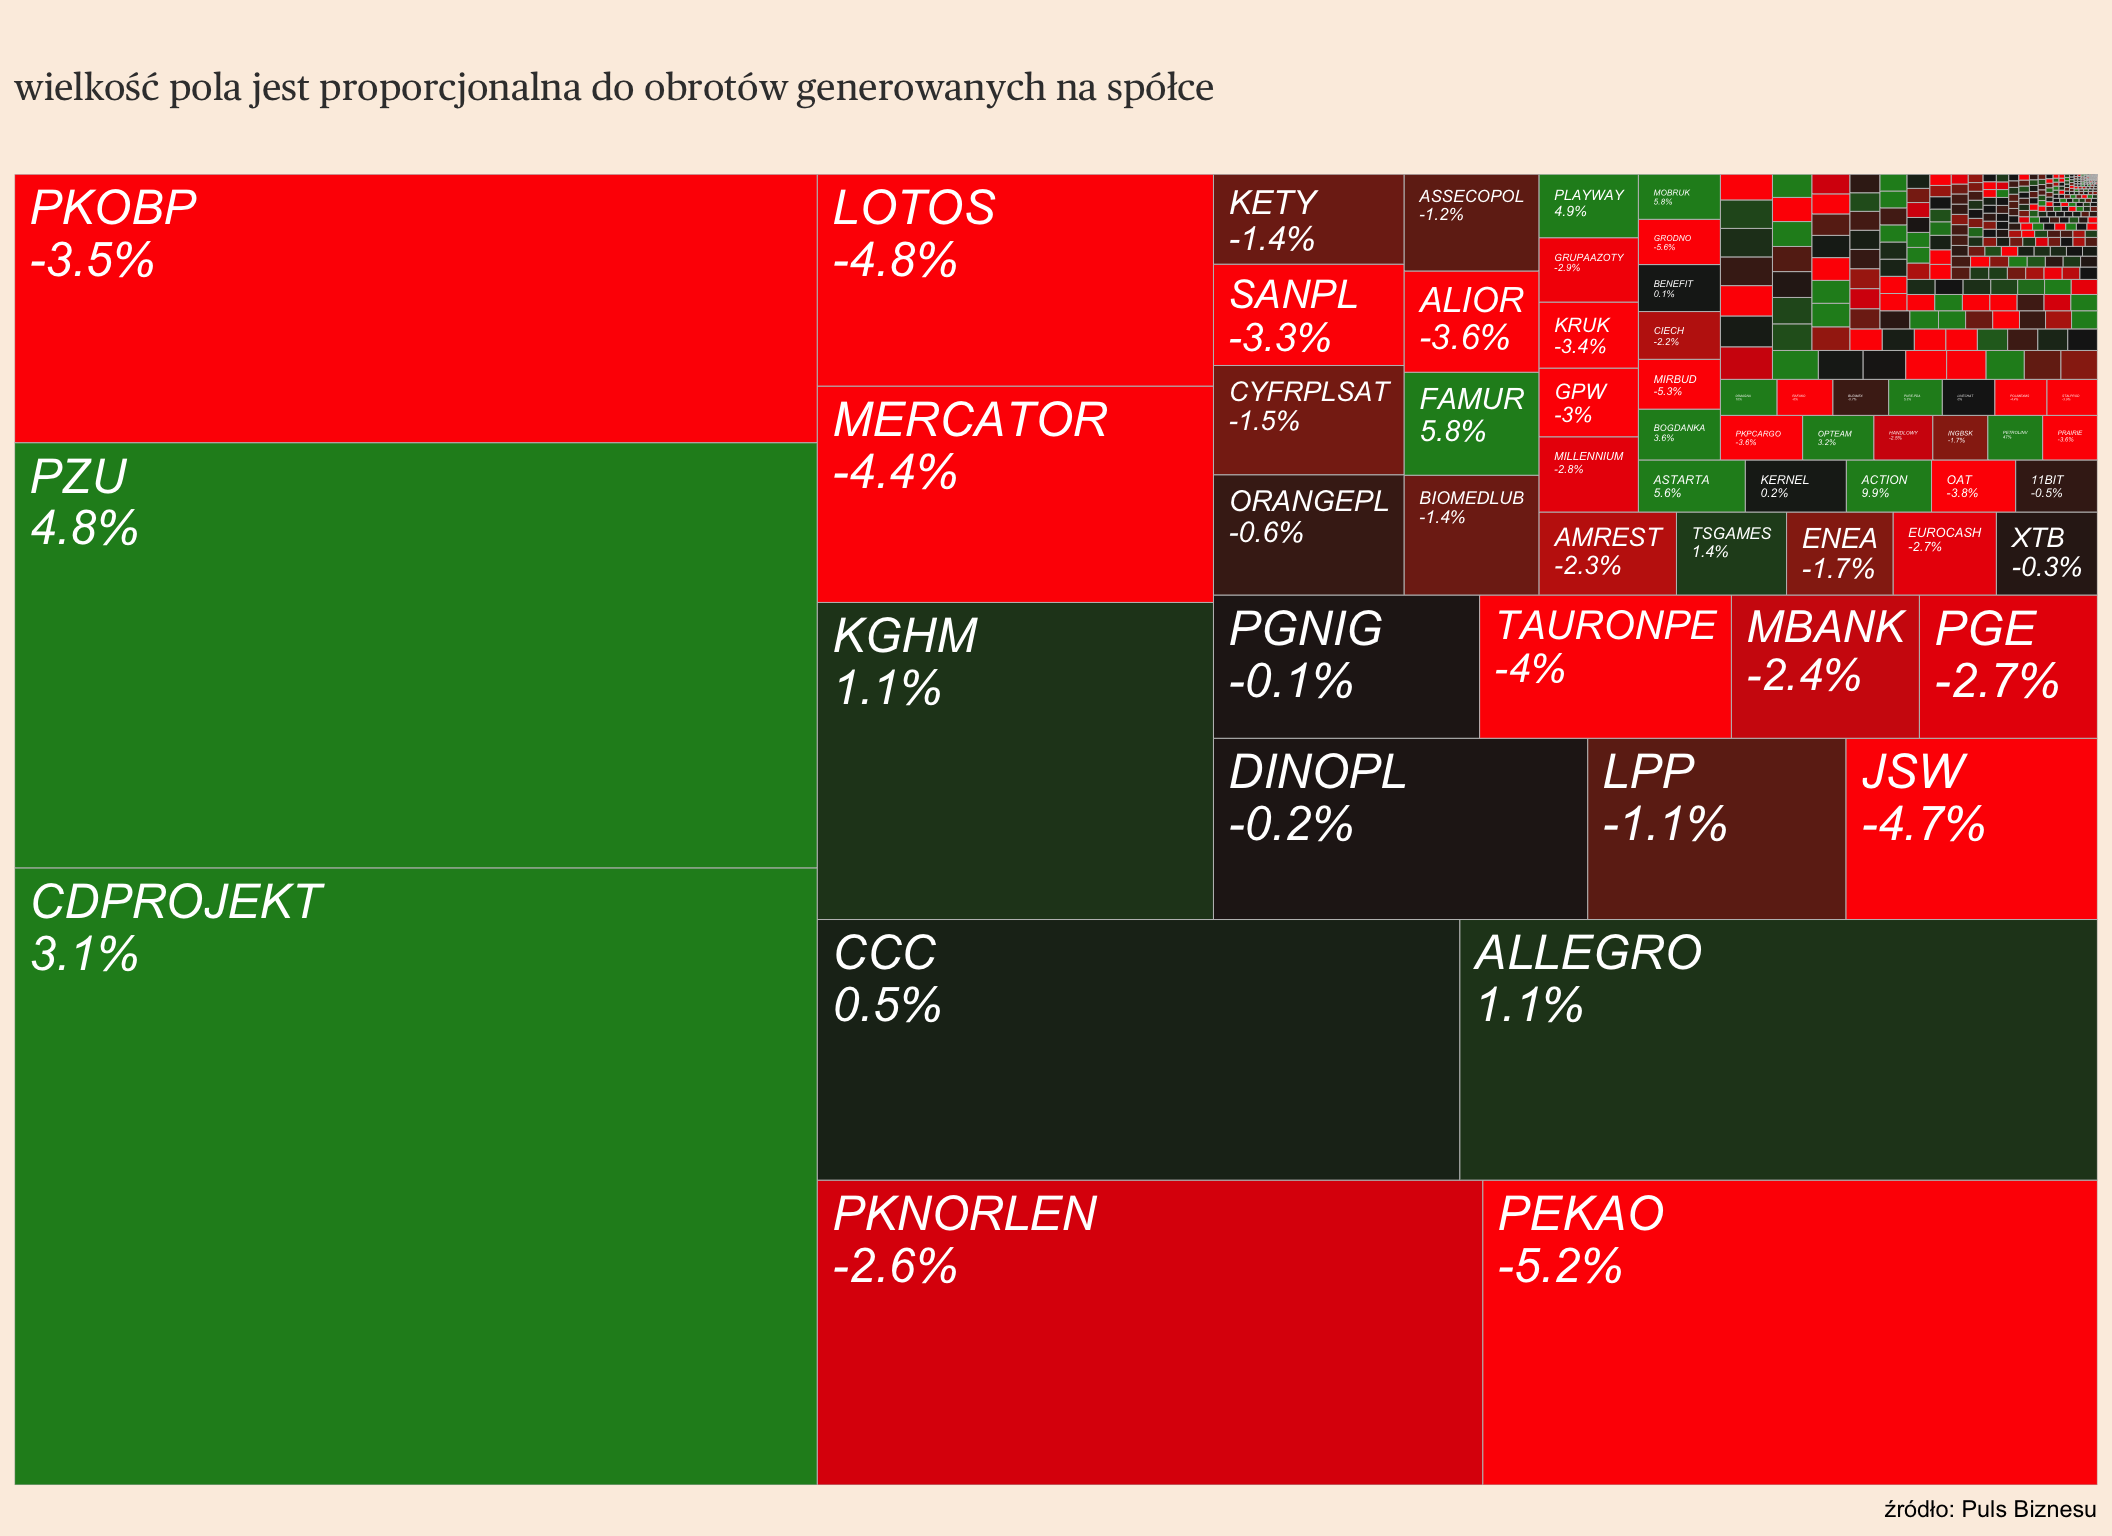 wielkość pola jest proporcjonalna do obrotów generowanych na spółce
PKOBP
-3.5%
PZU
4.8%
CDPROJEKT
3.1%
LOTOS
-4.8%
MERCATOR
-4.4%
KGHM
1.1%
CCC
0.5%
ALLEGRO
1.1%
PKNORLEN
-2.6%
PEKAO
-5.2%
KETY
-1.4%
SANPL
-3.3%
CYFRPLSAT
-1.5%
ORANGEPL
-0.6%
ASSECOPOL
-1.2%
ALIOR
-3.6%
FAMUR
5.8%
BIOMEDLUB
-1.4%
PGNIG
-0.1%
TAURONPE
-4%
MBANK
-2.4%
PGE
-2.7%
DINOPL
-0.2%
LPP
-1.1%
JSW
-4.7%
PLAYWAY
4.9%
GRUPAAZOTY
-2.9%
KRUK
-3.4%
GPW
-3%
MILLENNIUM
-2.8%
AMREST
-2.3%
TSGAMES
1.4%
ENEA
-1.7%
EUROCASH
-2.7%
XTB
-0.3%
MOBRUK
5.8%
GRODNO
-5.6%
BENEFIT
0.1%
CIECH
-2.2%
MIRBUD
-5.3%
BOGDANKA
3.6%
ASTARTA
5.6%
KERNEL
0.2%
ACTION
9.9%
OAT
-3.8%
11BIT
-0.5%
PKPCARGO
-3.6%
OPTEAM
3.2%
HANDLOWY
INGBSK
-1.7%
PRAIRIE
-3.6%
źródło: Puls Biznesu